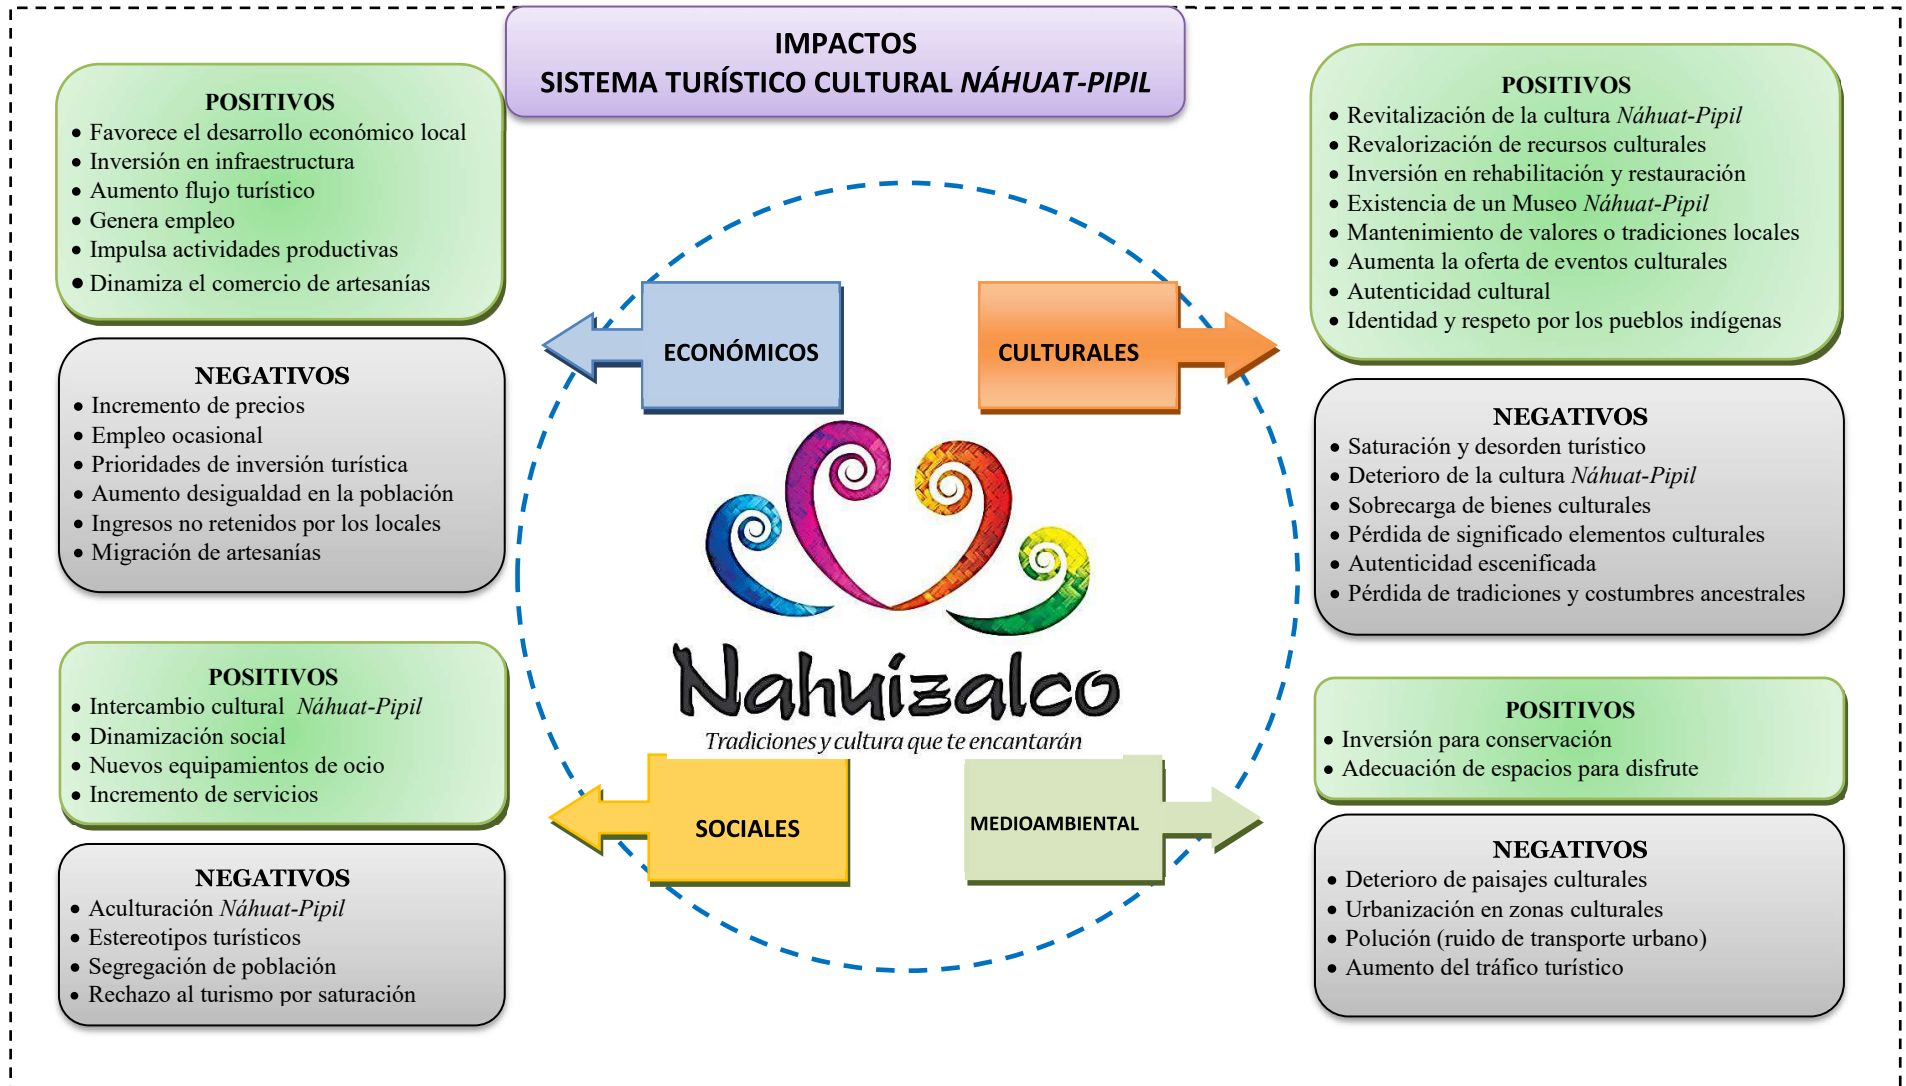 IMPACTOS
SISTEMA TURÍSTICO CULTURAL NÁHUAT-PIPIL
POSITIVOS
• Favorece el desarrollo económico local
• Inversión en infraestructura
• Aumento flujo turístico
• Genera empleo
• Impulsa actividades productivas
• Dinamiza el comercio de artesanías
NEGATIVOS
• Incremento de precios
• Empleo ocasional
• Prioridades de inversión turística
• Aumento desigualdad en la población
• Ingresos no retenidos por los locales
• Migración de artesanías
ECONÓMICOS
CULTURALES
POSITIVOS
• Revitalización de la cultura Náhuat-Pipil
• Revalorización de recursos culturales
• Inversión en rehabilitación y restauración
• Existencia de un Museo Náhuat-Pipil
• Mantenimiento de valores o tradiciones locales
• Aumenta la oferta de eventos culturales
• Autenticidad cultural
• Identidad y respeto por los pueblos indígenas
NEGATIVOS
• Saturación y desorden turístico
• Deterioro de la cultura Náhuat-Pipil
• Sobrecarga de bienes culturales
• Pérdida de significado elementos culturales
• Autenticidad escenificada
• Pérdida de tradiciones y costumbres ancestrales
Nahuizalco
Tradiciones y cultura que te encantarán
POSITIVOS
• Intercambio cultural Náhuat-Pipil
• Dinamización social
• Nuevos equipamientos de ocio
• Incremento de servicios
NEGATIVOS
• Aculturación Náhuat-Pipil
• Estereotipos turísticos
• Segregación de población
• Rechazo al turismo por saturación
SOCIALES
MEDIOAMBIENTAL
POSITIVOS
• Inversión para conservación
• Adecuación de espacios para disfrute
NEGATIVOS
• Deterioro de paisajes culturales
• Urbanización en zonas culturales
• Polución (ruido de transporte urbano)
• Aumento del tráfico turístico